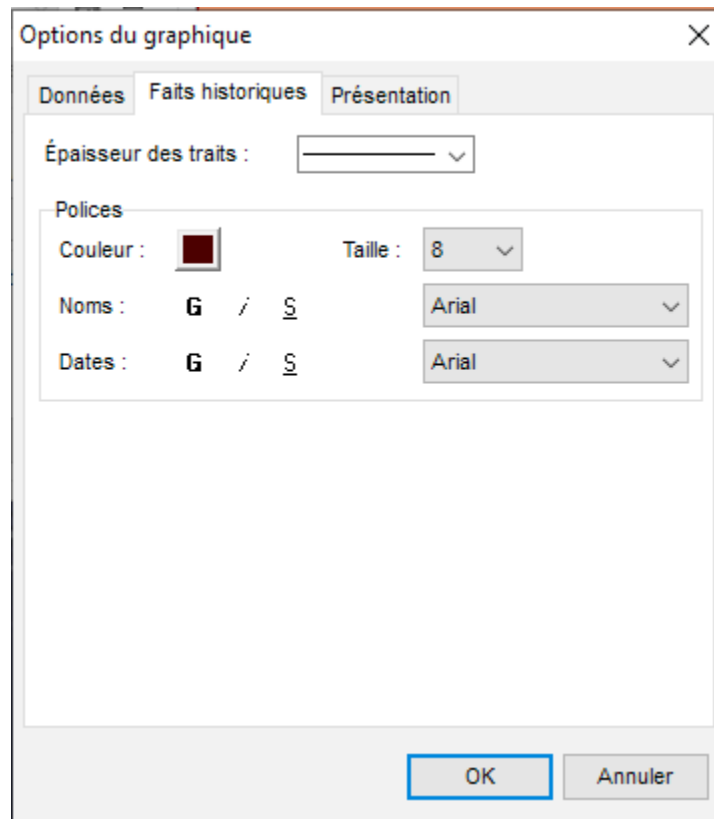 Options du graphique
Données Faits historiques Présentation
Épaisseur des traits :
Polices
Couleur : Taille : 8
Noms : G i S Arial
Dates : G i S Arial
OK Annuler